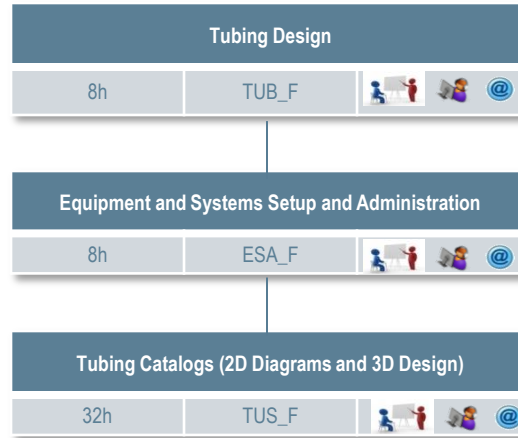 Tubing Design
8h TUB_F @
Equipment and Systems Setup and Administration
8h ESA_F @
Tubing Catalogs (2D Diagrams and 3D Design)
32h TUS_F @